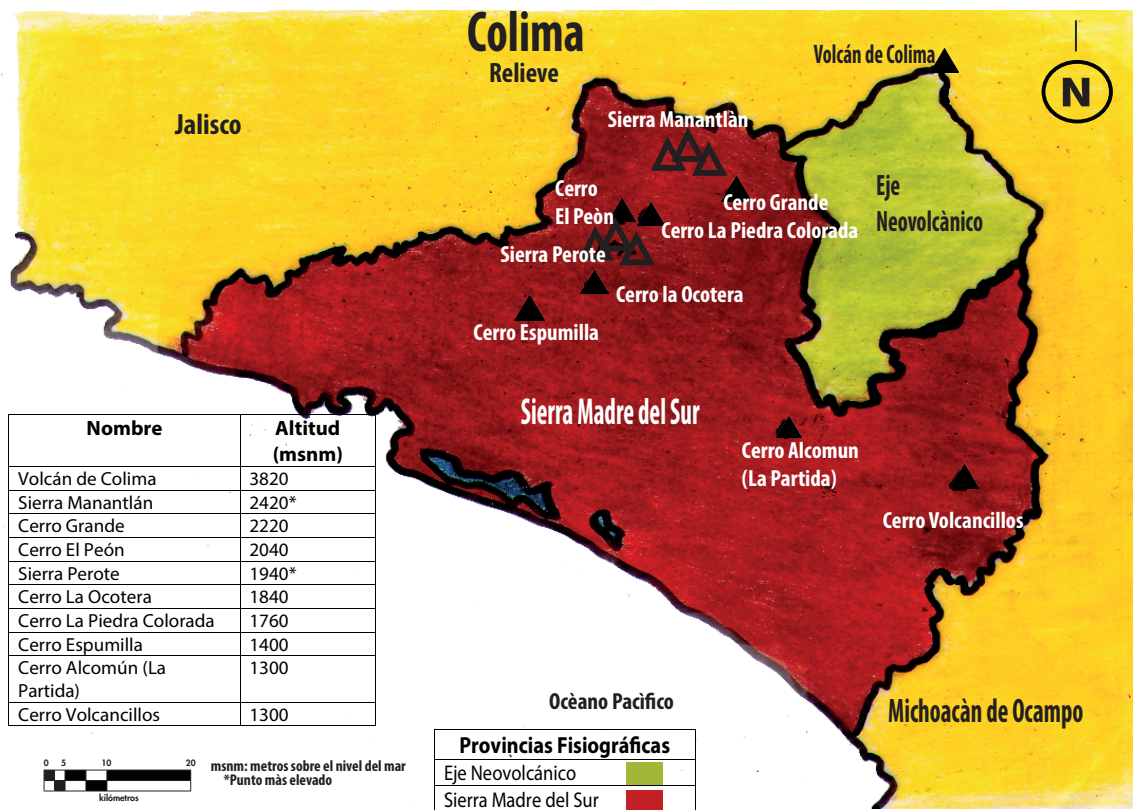 Colima
Relieve
Volcán de Colima
N
Jalisco
Sierra Manantlàn
Cerro
El Peòn
Cerro Grande
Cerro La Piedra Colorada
Eje
Neovolcànico
Sierra Perote
Cerro la Ocotera
Cerro Espumilla
Sierra Madre del Sur
Cerro Alcomun
(La Partida)
Cerro Volcancillos
Nombre Altitud
(msnm)
Volcán de Colima 3820
Sierra Manantlán 2420*
Cerro Grande 2220
Cerro El Peón 2040
Sierra Perote 1940*
Cerro La Ocotera 1840
Cerro La Piedra Colorada 1760
Cerro Espumilla 1400
Cerro Alcomún (La 1300
Partida)
Cerro Volcancillos 1300
Ocèano Pacìfico
Michoacàn de Ocampo
0 5 10 20
kilómetros
msnm: metros sobre el nivel del mar
*Punto màs elevado
Provincias Fisiográficas
Eje Neovolcánico
Sierra Madre del Sur